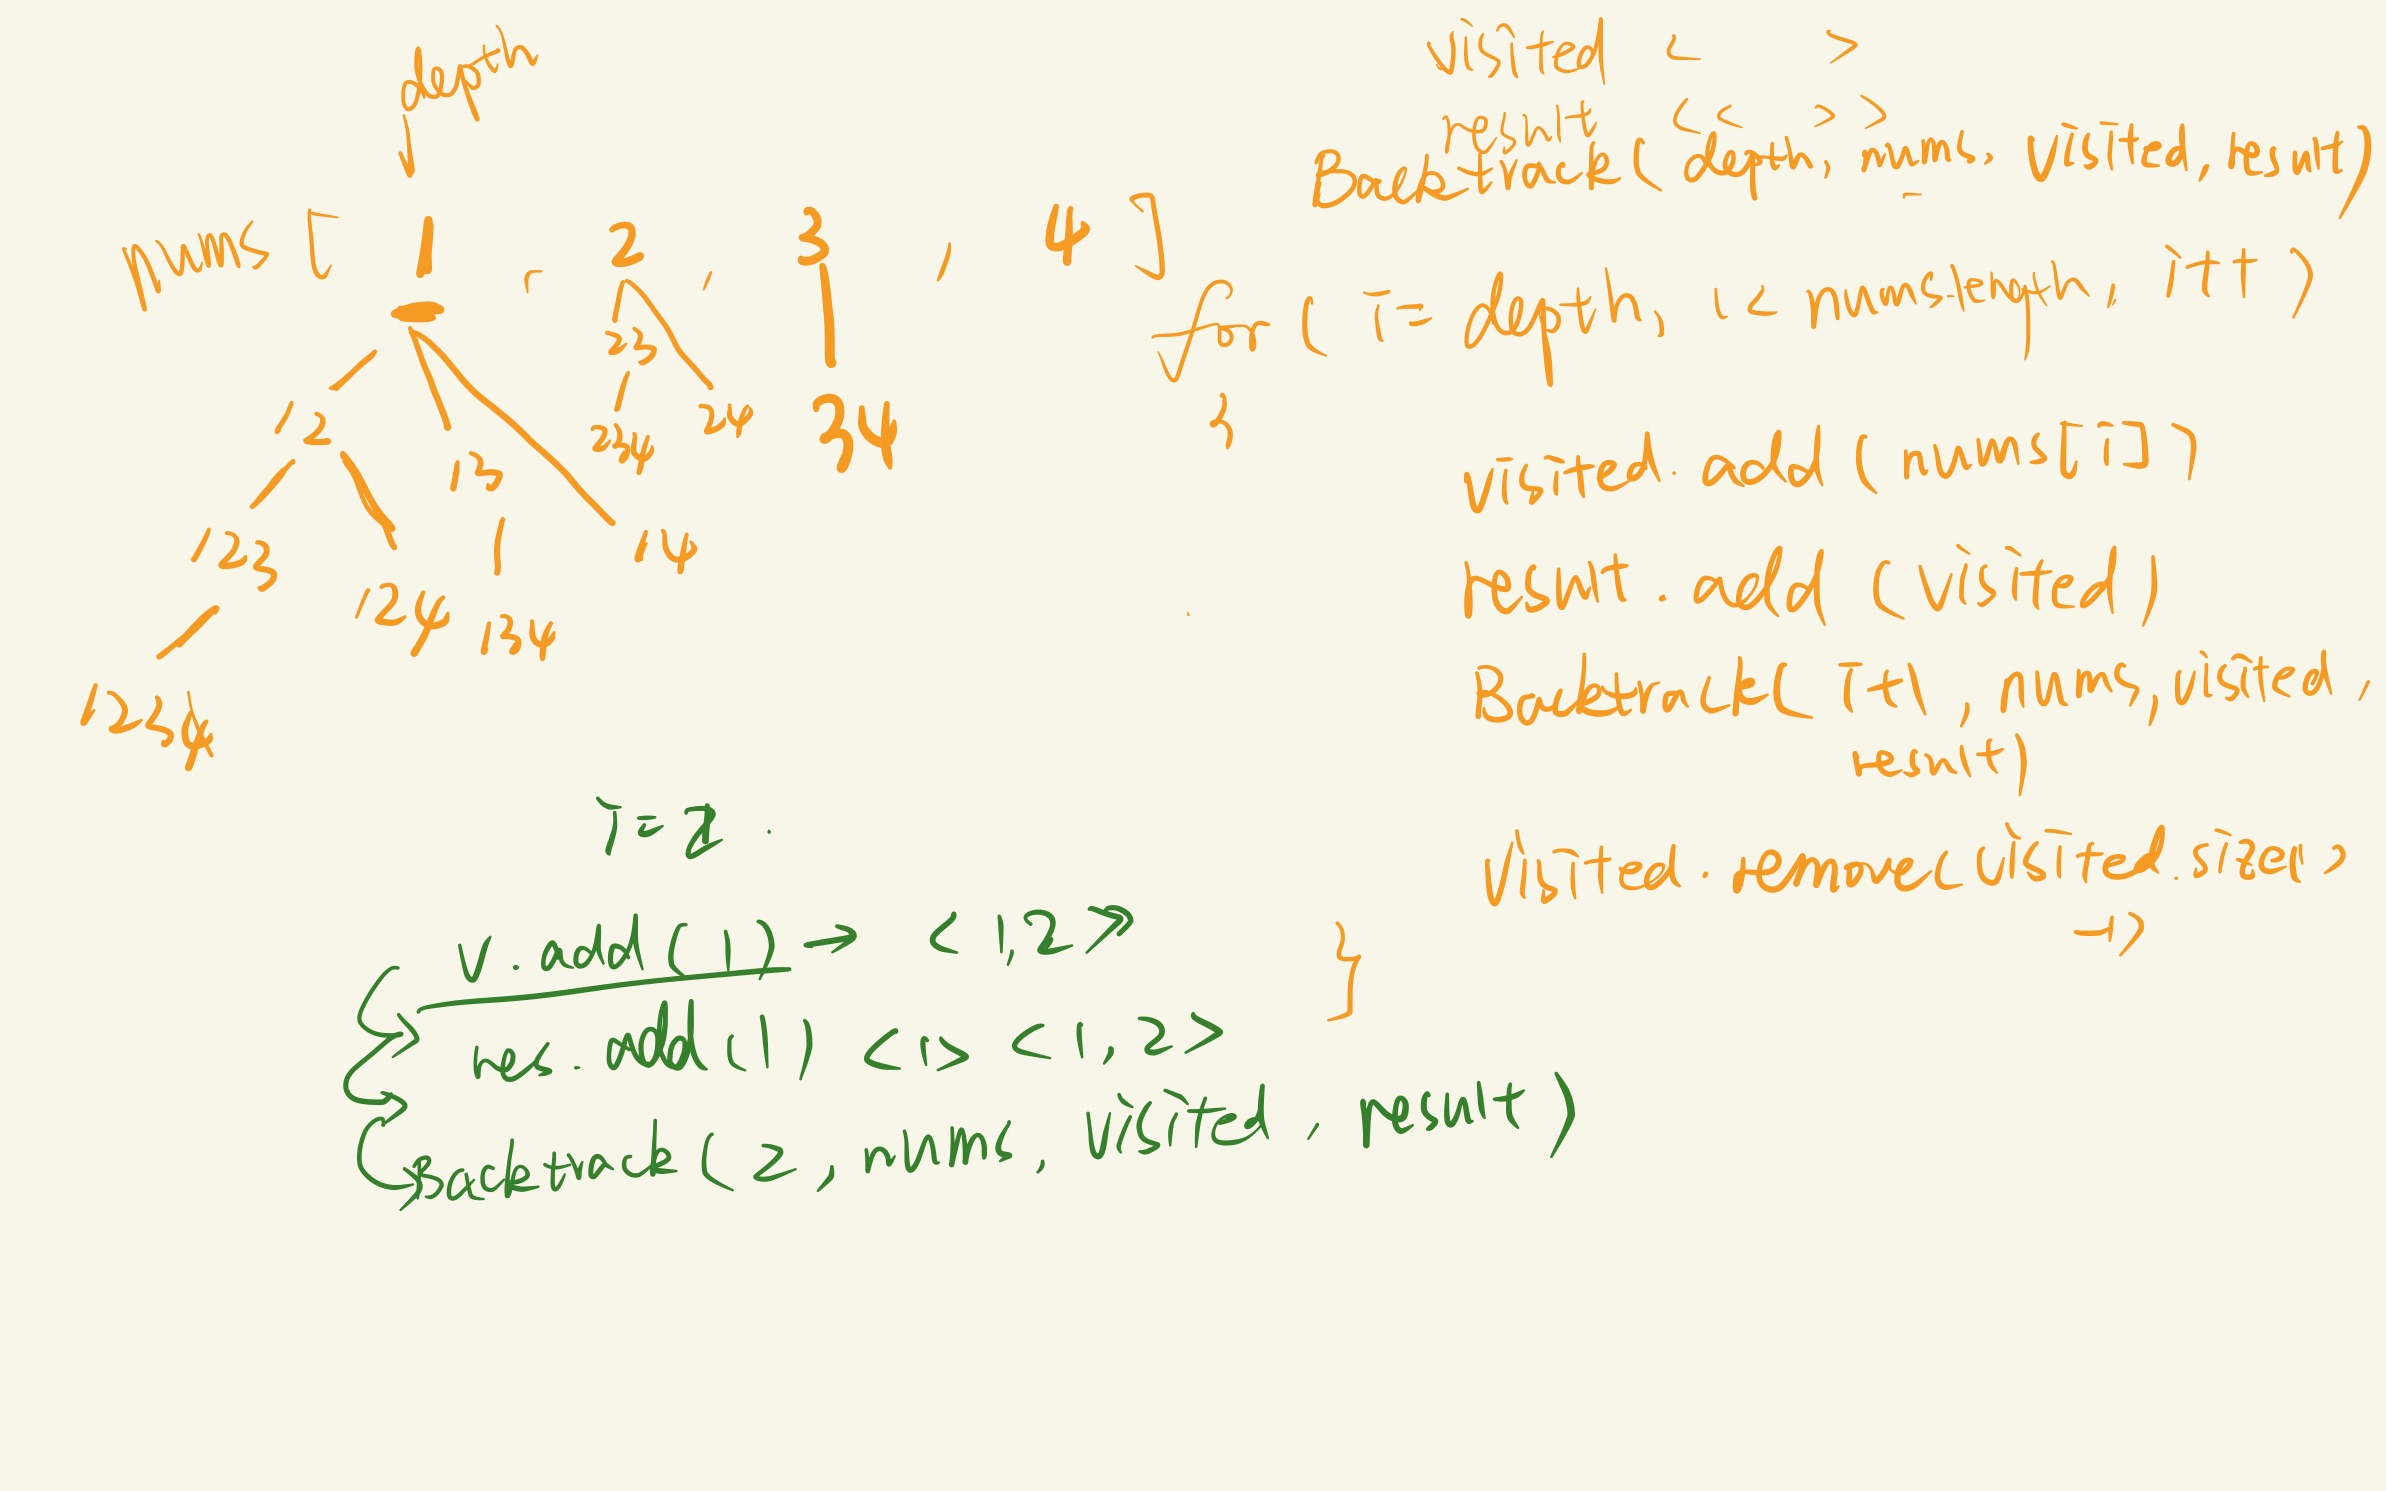 depth
visited < >
result < < > >
Backtrack ( depth, nums, visited, result )
nums [ 1 , 2 , 3 , 4 ]
for ( i = depth, i < nums.length, i++ )
{
23
12 13 234 24 34
visited.add ( nums[i] )
123 14
124 134
result.add ( visited )
1234
Backtrack ( i+1, nums, visited,
result )
i=
visited.remove ( visited.size()
-1)
v.add(1) → < 1,2 >>
}
res.add(1) <1> <1,2>
Backtrack ( 2, nums, visited, result )